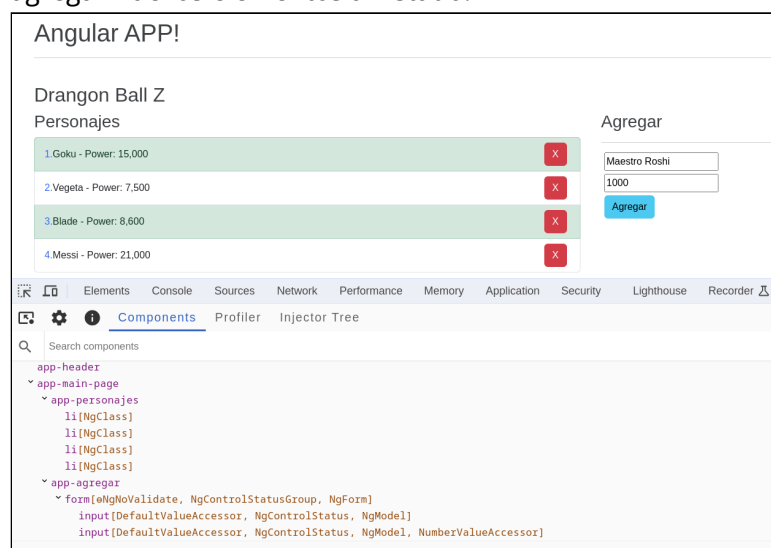 Angular APP!
Drangon Ball Z
Personajes
Agregar
1.Goku - Power: 15,000 X
2.Vegeta - Power: 7,500 X
3.Blade - Power: 8,600 X
4.Messi - Power: 21,000 X
Maestro Roshi
1000
Agregar
Elements Console Sources Network Performance Memory Application Security Lighthouse Recorder
Components Profiler Injector Tree
Search components
app-header
app-main-page
app-personajes
li[NgClass]
li[NgClass]
li[NgClass]
li[NgClass]
app-agregar
form[ɵNgNoValidate, NgControlStatusGroup, NgForm]
input[DefaultValueAccessor, NgControlStatus, NgModel]
input[DefaultValueAccessor, NgControlStatus, NgModel, NumberValueAccessor]